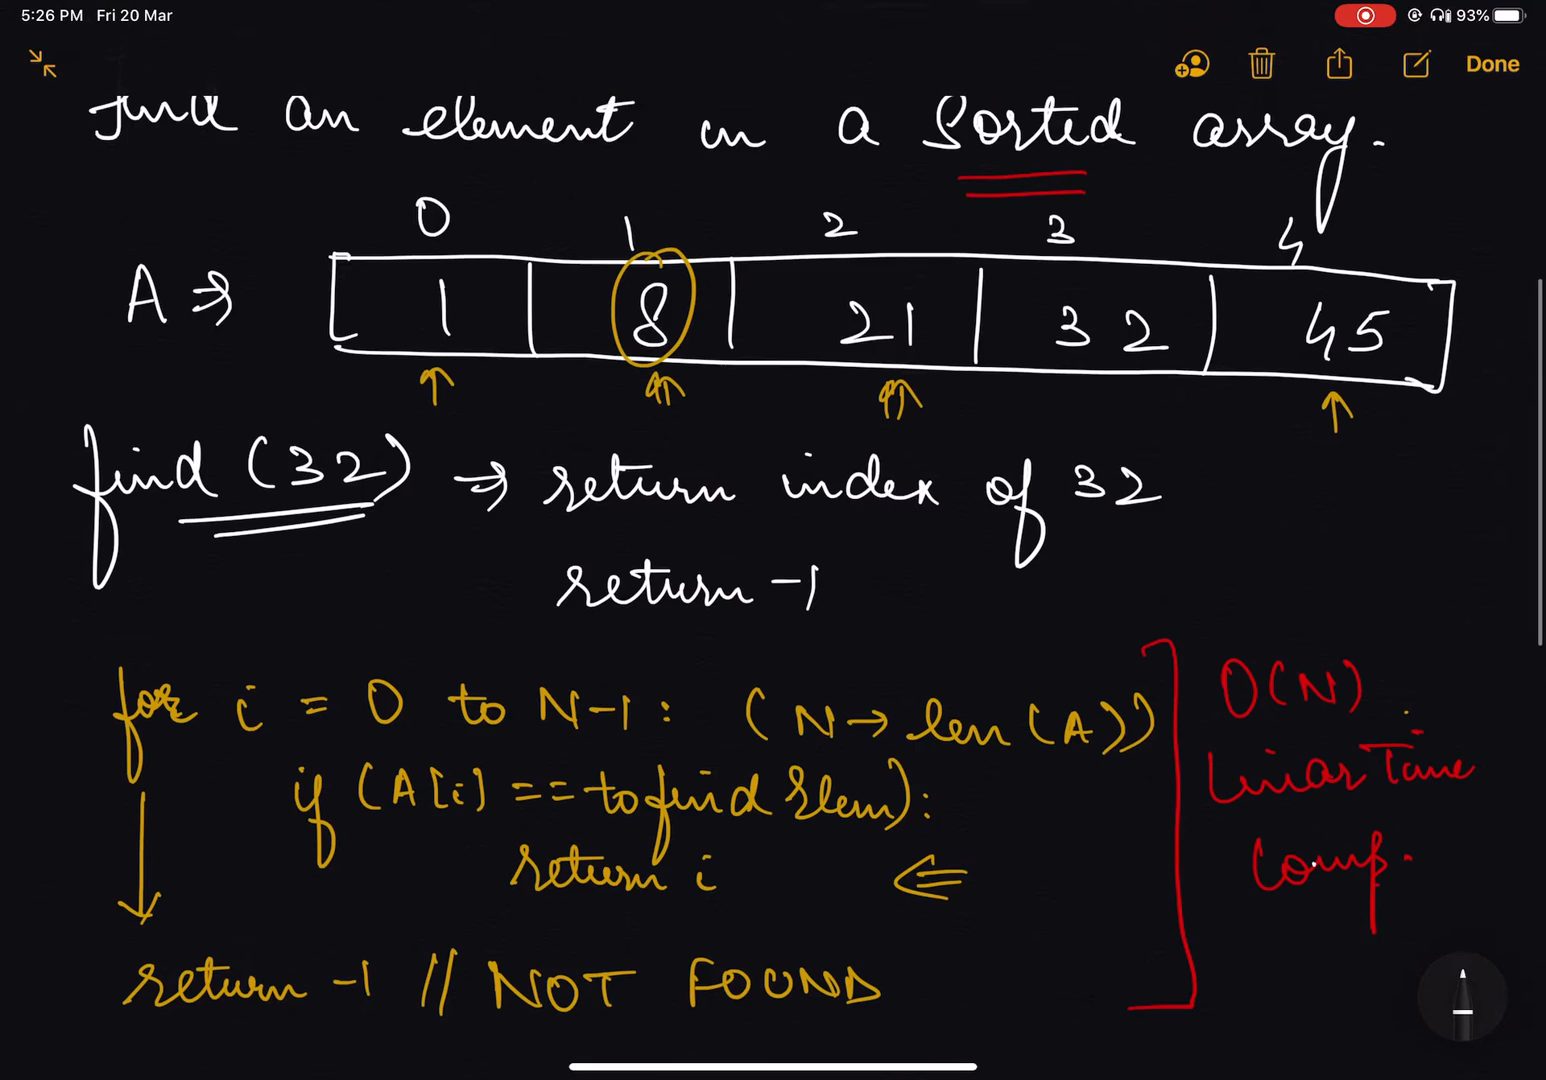 5:26 PM Fri 20 Mar 93%
Done
find an element in a Sorted array.
0 1 2 3 4
A ⇒ 1 8 21 32 45
find (32) → return index of 32
return -1
for i = 0 to N-1: (N → len(A))
if (A[i] == tofind Elem):
return i ⇐
return -1 // NOT FOUND
O(N)
Linear Time
Comp.